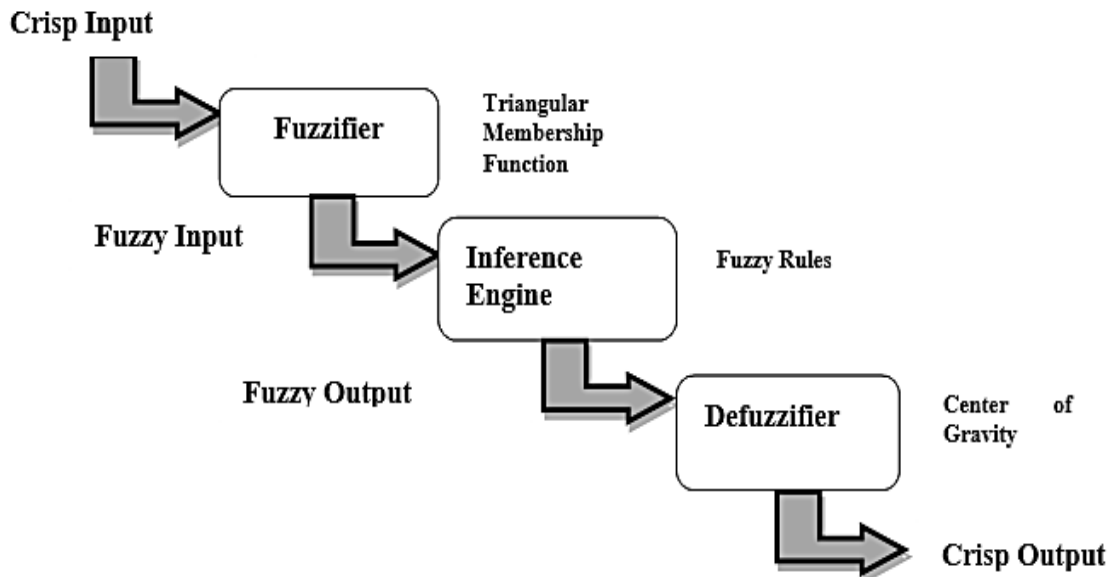 Crisp Input
Fuzzifier
Triangular
Membership
Function
Fuzzy Input
Inference
Engine
Fuzzy Rules
Fuzzy Output
Defuzzifier
Center of
Gravity
Crisp Output